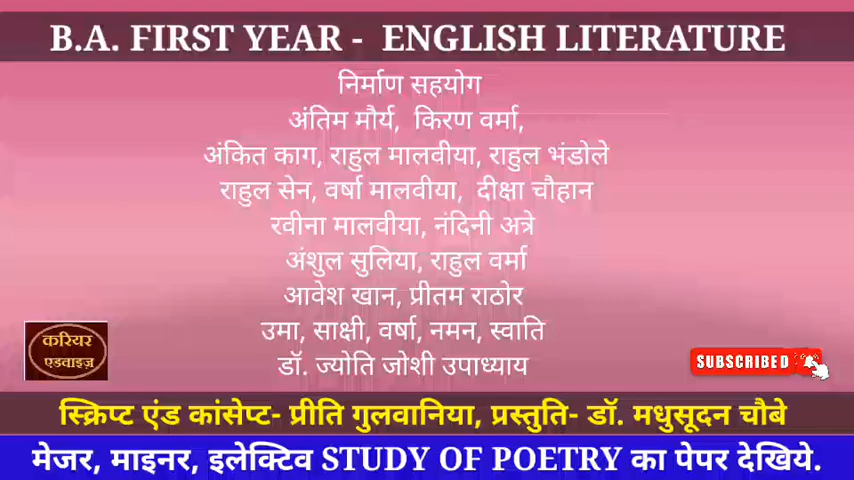 B.A. FIRST YEAR - ENGLISH LITERATURE
निर्माण सहयोग
अंतिम मौर्य, किरण वर्मा,
अंकित काग, राहुल मालवीया, राहुल भंडोले
राहुल सेन, वर्षा मालवीया, दीक्षा चौहान
रवीना मालवीया, नंदिनी अत्रे
अंशुल सुलिया, राहुल वर्मा
आवेश खान, प्रीतम राठोर
उमा, साक्षी, वर्षा, नमन, स्वाति
डॉ. ज्योति जोशी उपाध्याय
करियर
एडवाइज़
SUBSCRIBED
स्क्रिप्ट एंड कांसेप्ट- प्रीति गुलवानिया, प्रस्तुति- डॉ. मधुसूदन चौबे
मेजर, माइनर, इलेक्टिव STUDY OF POETRY का पेपर देखिये.